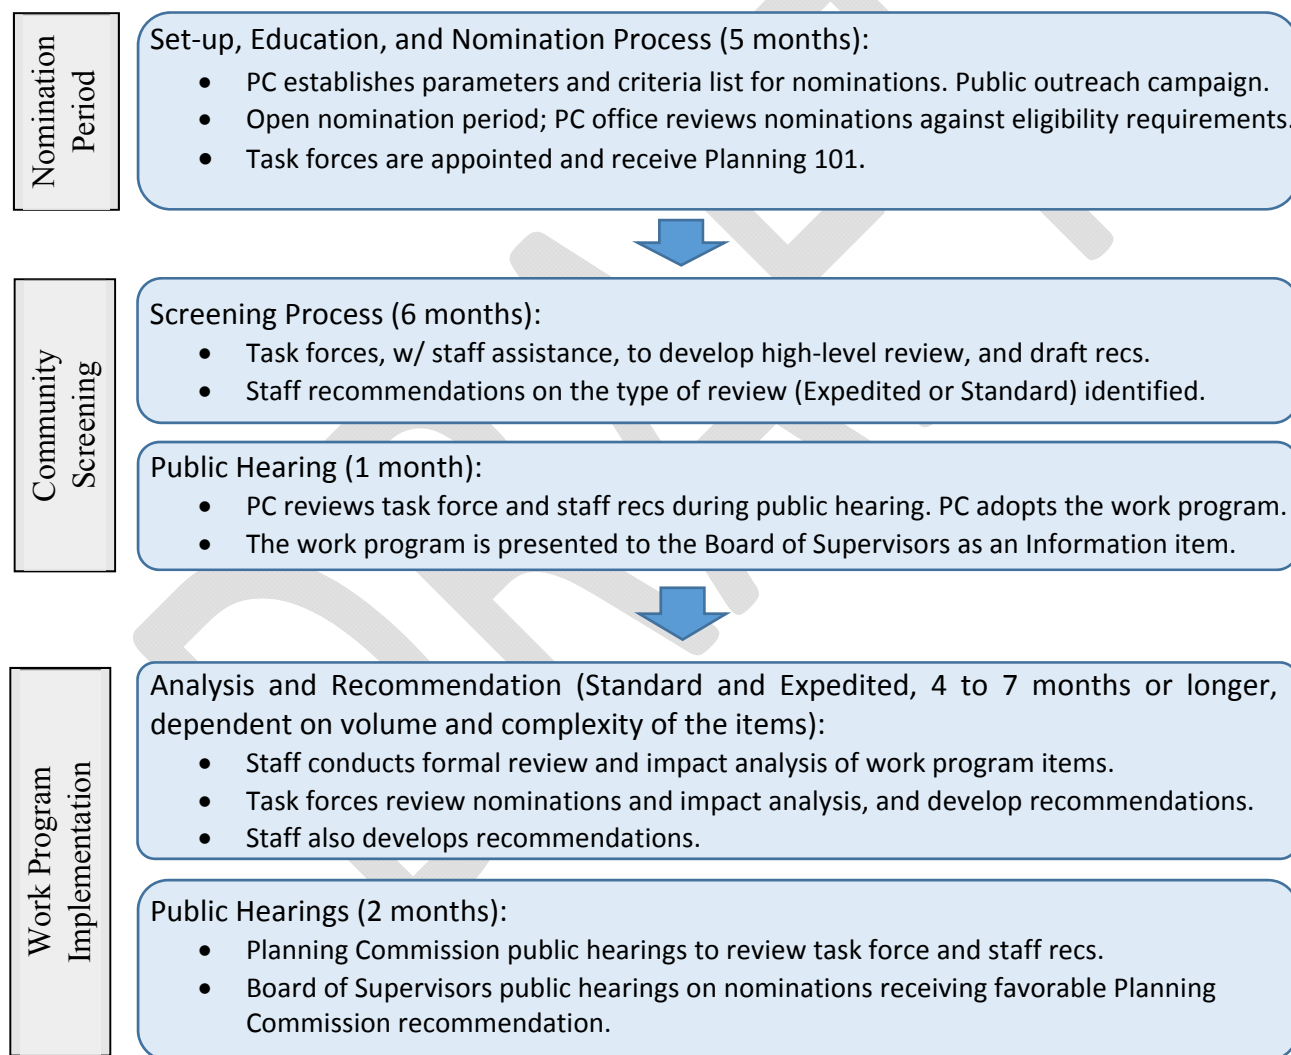 Nomination
Period
Set-up, Education, and Nomination Process (5 months):
• PC establishes parameters and criteria list for nominations. Public outreach campaign.
• Open nomination period; PC office reviews nominations against eligibility requirements.
• Task forces are appointed and receive Planning 101.
Community
Screening
Screening Process (6 months):
• Task forces, w/ staff assistance, to develop high-level review, and draft recs.
• Staff recommendations on the type of review (Expedited or Standard) identified.
Public Hearing (1 month):
• PC reviews task force and staff recs during public hearing. PC adopts the work program.
• The work program is presented to the Board of Supervisors as an Information item.
Work Program
Implementation
Analysis and Recommendation (Standard and Expedited, 4 to 7 months or longer,
dependent on volume and complexity of the items):
• Staff conducts formal review and impact analysis of work program items.
• Task forces review nominations and impact analysis, and develop recommendations.
• Staff also develops recommendations.
Public Hearings (2 months):
• Planning Commission public hearings to review task force and staff recs.
• Board of Supervisors public hearings on nominations receiving favorable Planning
Commission recommendation.
DRAFT